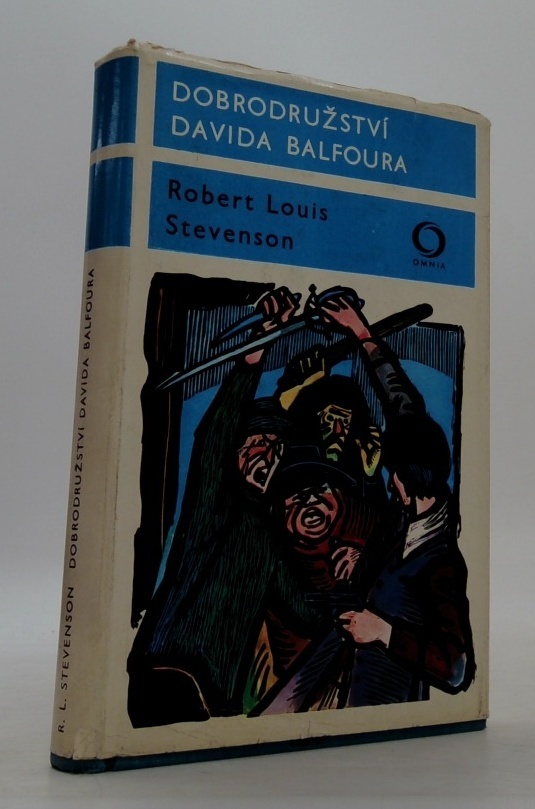 DOBRODRUŽSTVÍ
DAVIDA BALFOURA
Robert Louis
Stevenson
OMNIA
R. L. STEVENSON DOBRODRUŽSTVÍ DAVIDA BALFOURA